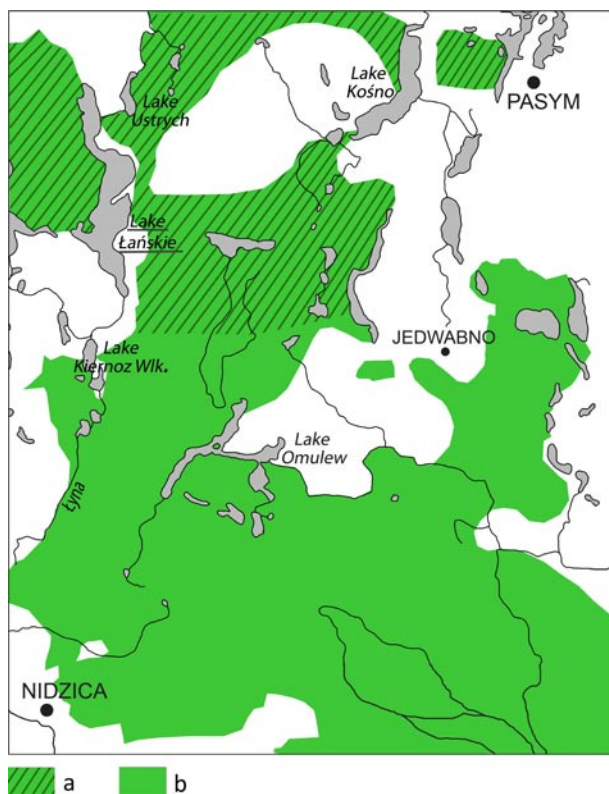 Lake
Kośno
PASYM
Lake
Ustrych
Lake
Łańskie
JEDWABNO
Lake
Kiernoz Wlk.
Lake
Omulew
Łyna
NIDZICA
a
b